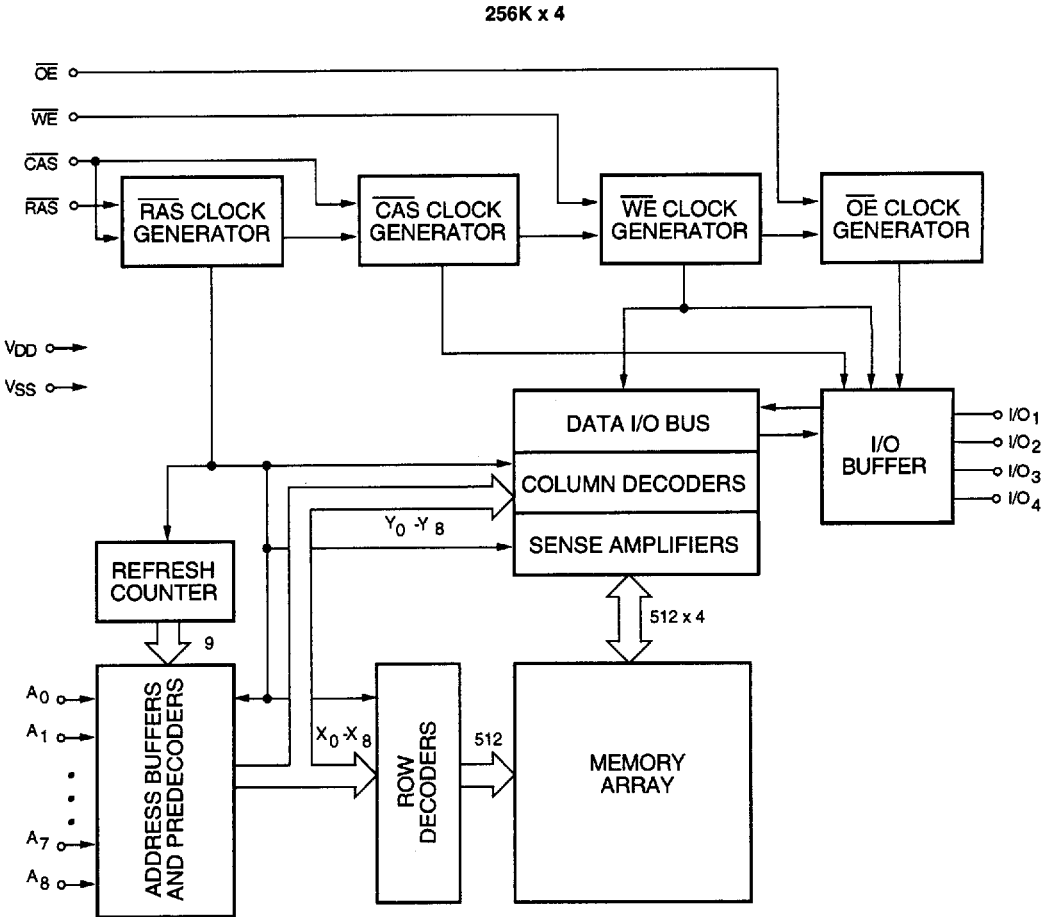 256K x 4
OE
WE
CAS
RAS
RAS CLOCK
GENERATOR
CAS CLOCK
GENERATOR
WE CLOCK
GENERATOR
OE CLOCK
GENERATOR
VDD
VSS
DATA I/O BUS
COLUMN DECODERS
SENSE AMPLIFIERS
I/O
BUFFER
I/O1
I/O2
I/O3
I/O4
Y0 -Y8
REFRESH
COUNTER
9
512 x 4
A0
A1
A7
A8
ADDRESS BUFFERS
AND PREDECODERS
X0 -X8
ROW
DECODERS
512
MEMORY
ARRAY